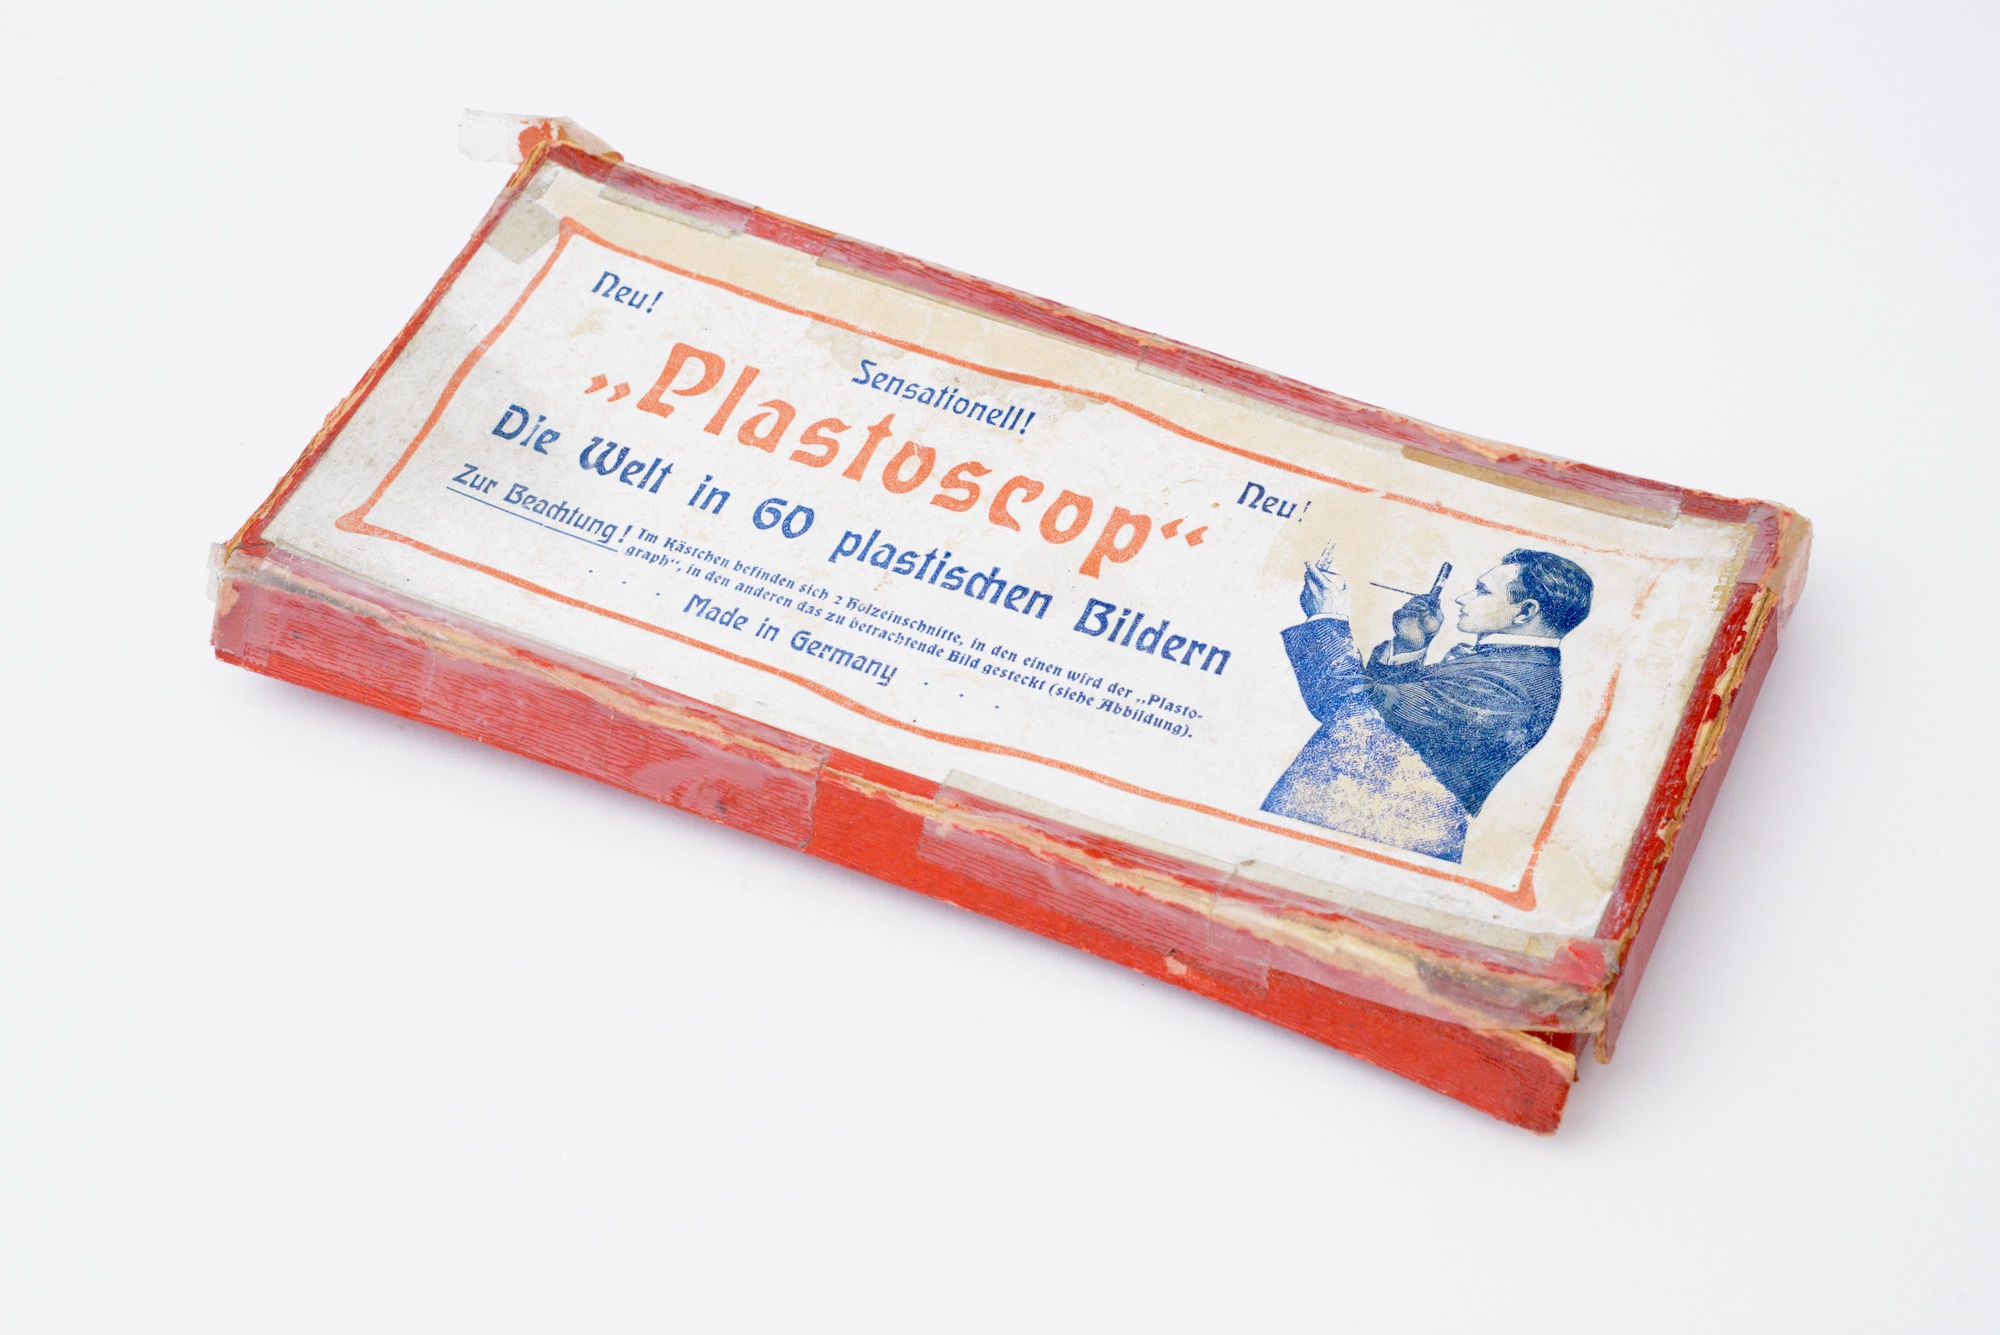 Neu!
Sensationell!
Neu!
„Plastoscop“
Die Welt in 60 plastischen Bildern
Zur Beachtung! Im Kästchen befinden sich 2 Holzeinschnitte, in den einen wird der „Plasto-
graph“, in den anderen das zu betrachtende Bild gesteckt (siehe Abbildung).
Made in Germany